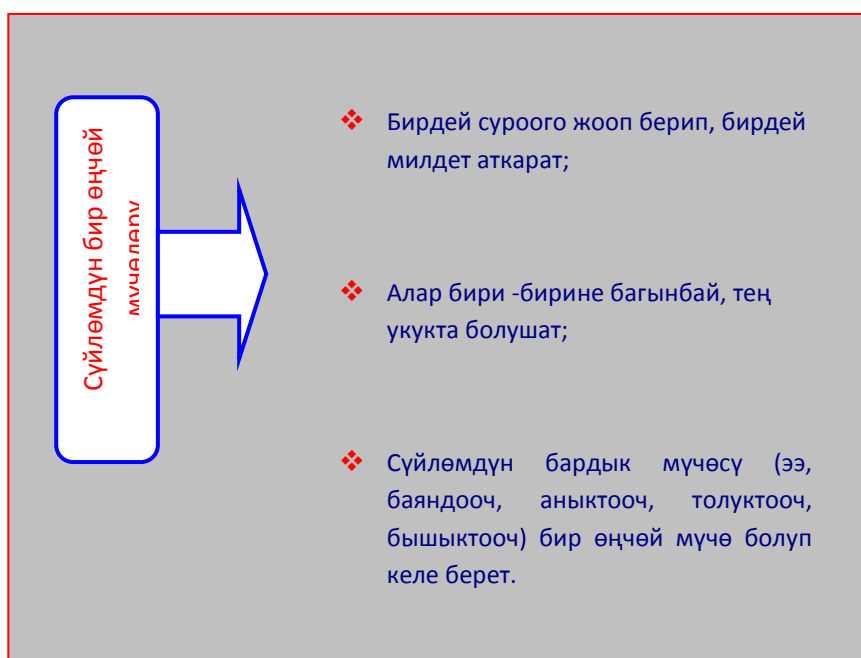 Сүйлөмдүн бир өңчөй
мүчөлөрү
Бирдей суроого жооп берип, бирдей
милдет аткарат;
Алар бири -бирине багынбай, тең
укукта болушат;
Сүйлөмдүн бардык мүчөсү (ээ,
баяндооч, аныктооч, толуктооч,
бышыктооч) бир өңчөй мүчө болуп
келе берет.